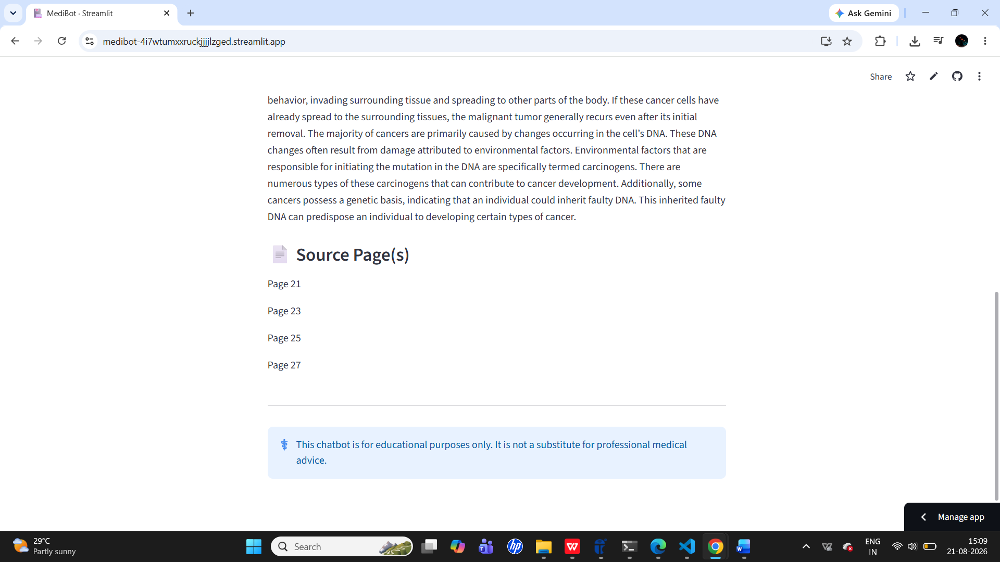 MediBot · Streamlit
Ask Gemini
medibot-4i7wtumxxruckjjjjlzged.streamlit.app
Share
behavior, invading surrounding tissue and spreading to other parts of the body. If these cancer cells have
already spread to the surrounding tissues, the malignant tumor generally recurs even after its initial
removal. The majority of cancers are primarily caused by changes occurring in the cell’s DNA. These DNA
changes often result from damage attributed to environmental factors. Environmental factors that are
responsible for initiating the mutation in the DNA are specifically termed carcinogens. There are
numerous types of these carcinogens that can contribute to cancer development. Additionally, some
cancers possess a genetic basis, indicating that an individual could inherit faulty DNA. This inherited faulty
DNA can predispose an individual to developing certain types of cancer.
Source Page(s)
Page 21
Page 23
Page 25
Page 27
This chatbot is for educational purposes only. It is not a substitute for professional medical
advice.
Manage app
29°C
Partly sunny
Search
ENG
IN
15:09
21-08-2026